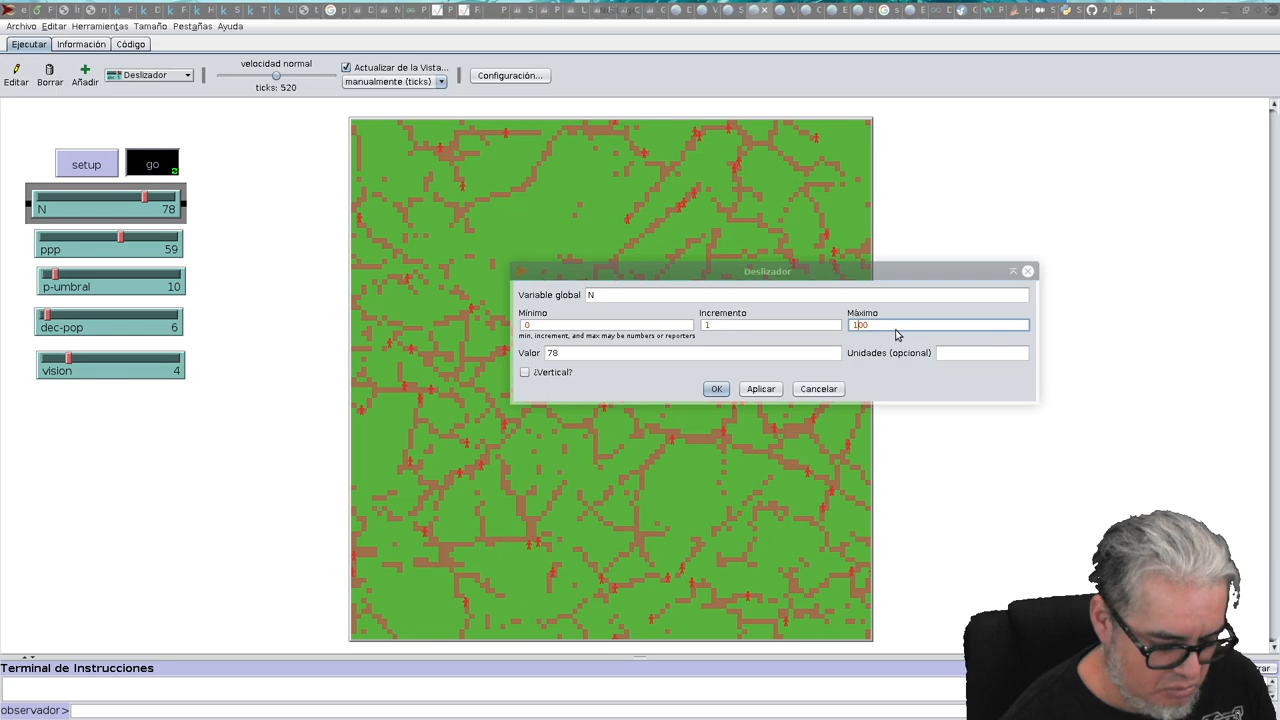 Archivo Editar Herramientas Tamaño Pestañas Ayuda
Ejecutar Información Código
velocidad normal
Actualizar de la Vista...
Editar Borrar Añadir Deslizador
manualmente (ticks)
Configuración...
ticks: 520
setup go
N 78
ppp 59
p-umbral 10
dec-pop 6
vision 4
Deslizador
Variable global N
Mínimo Incremento Máximo
0 1 100
min, increment, and max may be numbers or reporters
Valor 78 Unidades (opcional)
¿Vertical?
OK Aplicar Cancelar
Terminal de Instrucciones
observador>